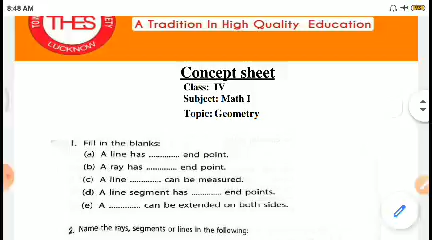 8:48 AM
THES
LUCKNOW
A Tradition In High Quality Education
Concept sheet
Class: IV
Subject: Math I
Topic: Geometry
1. Fill in the blanks:
(a) A line has ............ end point.
(b) A ray has ............ end point.
(c) A line ............ can be measured.
(d) A line segment has ............ end points.
(e) A ............ can be extended on both sides.
2. Name the rays, segments or lines in the following: